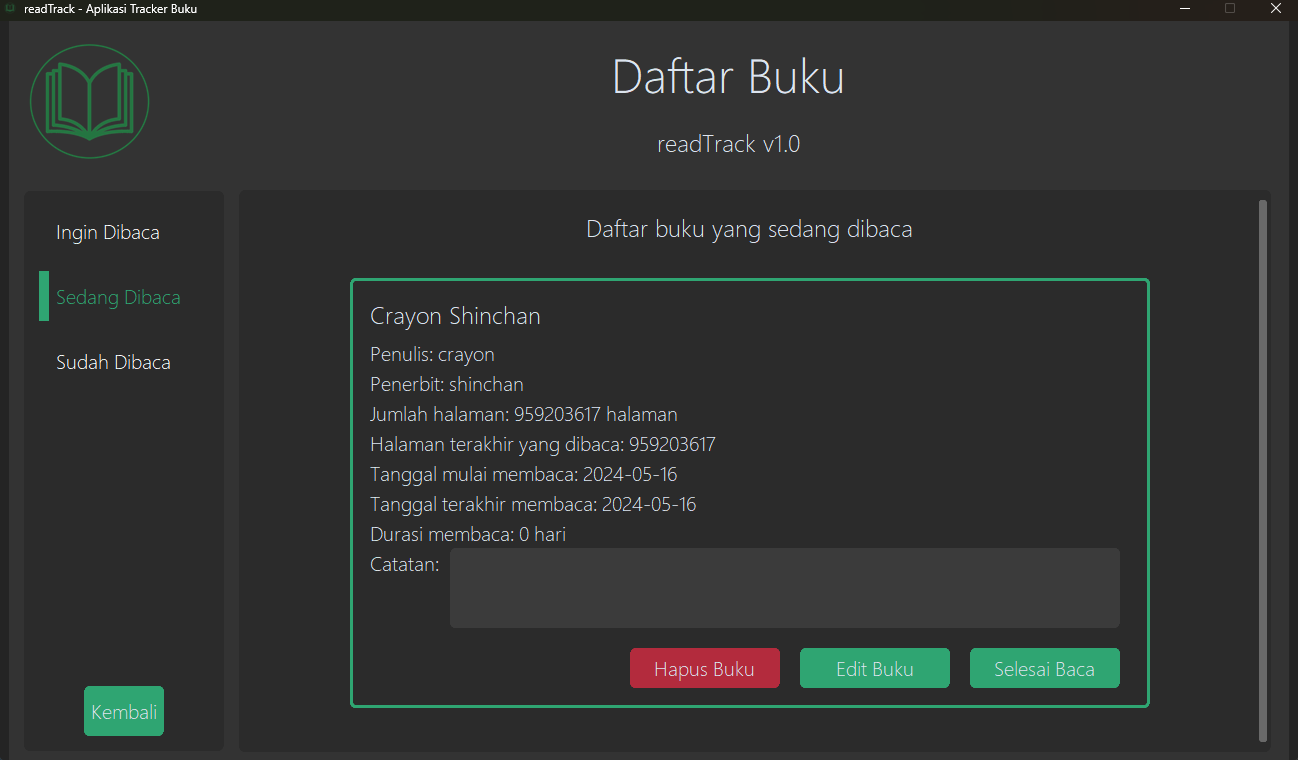 readTrack - Aplikasi Tracker Buku
Daftar Buku
readTrack v1.0
Ingin Dibaca
Sedang Dibaca
Sudah Dibaca
Kembali
Daftar buku yang sedang dibaca
Crayon Shinchan
Penulis: crayon
Penerbit: shinchan
Jumlah halaman: 959203617 halaman
Halaman terakhir yang dibaca: 959203617
Tanggal mulai membaca: 2024-05-16
Tanggal terakhir membaca: 2024-05-16
Durasi membaca: 0 hari
Catatan:
Hapus Buku
Edit Buku
Selesai Baca